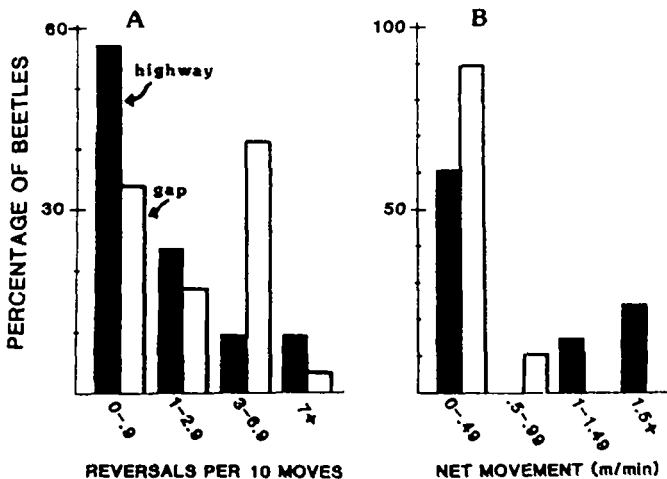 A
B
PERCENTAGE OF BEETLES
60
30
highway
gap
0-.9
1-2.9
3-6.9
7+
REVERSALS PER 10 MOVES
100
50
0-.49
.5-.99
1-1.49
1.5+
NET MOVEMENT (m/min)